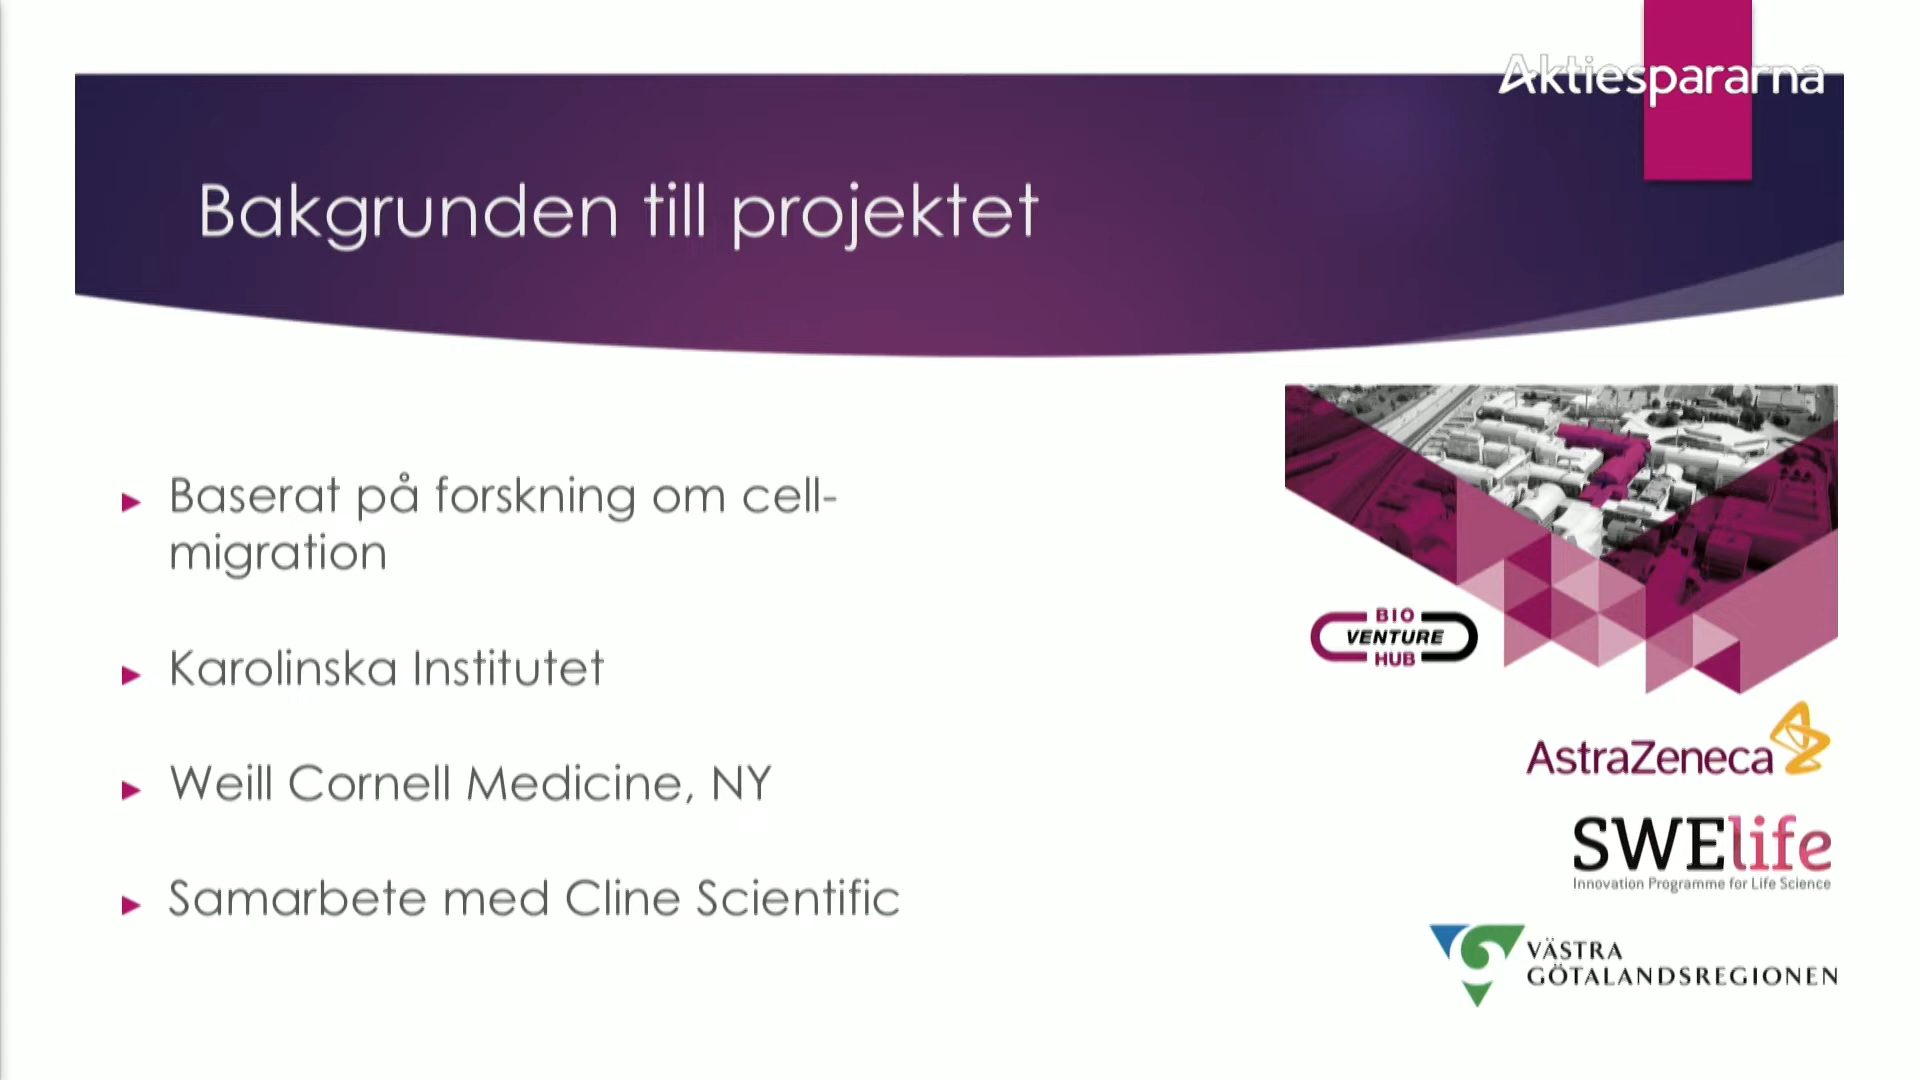 Aktiespararna
Bakgrunden till projektet
Baserat på forskning om cell-
migration
Karolinska Institutet
Weill Cornell Medicine, NY
Samarbete med Cline Scientific
BIO
VENTURE
HUB
AstraZeneca
SWElife
Innovation Programme for Life Science
VÄSTRA
GÖTALANDSREGIONEN